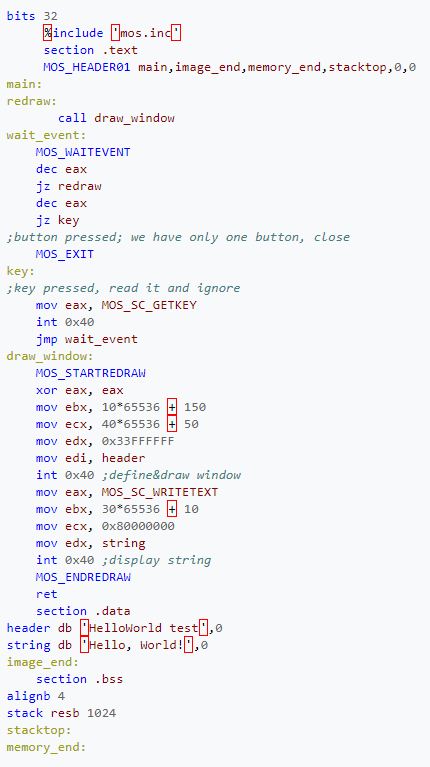 bits 32
%include 'mos.inc'
section .text
MOS_HEADER01 main,image_end,memory_end,stacktop,0,0
main:
redraw:
call draw_window
wait_event:
MOS_WAITEVENT
dec eax
jz redraw
dec eax
jz key
;button pressed; we have only one button, close
MOS_EXIT
key:
;key pressed, read it and ignore
mov eax, MOS_SC_GETKEY
int 0x40
jmp wait_event
draw_window:
MOS_STARTREDRAW
xor eax, eax
mov ebx, 10*65536 + 150
mov ecx, 40*65536 + 50
mov edx, 0x33FFFFFF
mov edi, header
int 0x40 ;define&draw window
mov eax, MOS_SC_WRITETEXT
mov ebx, 30*65536 + 10
mov ecx, 0x80000000
mov edx, string
int 0x40 ;display string
MOS_ENDREDRAW
ret
section .data
header db 'HelloWorld test',0
string db 'Hello, World!',0
image_end:
section .bss
alignb 4
stack resb 1024
stacktop:
memory_end: